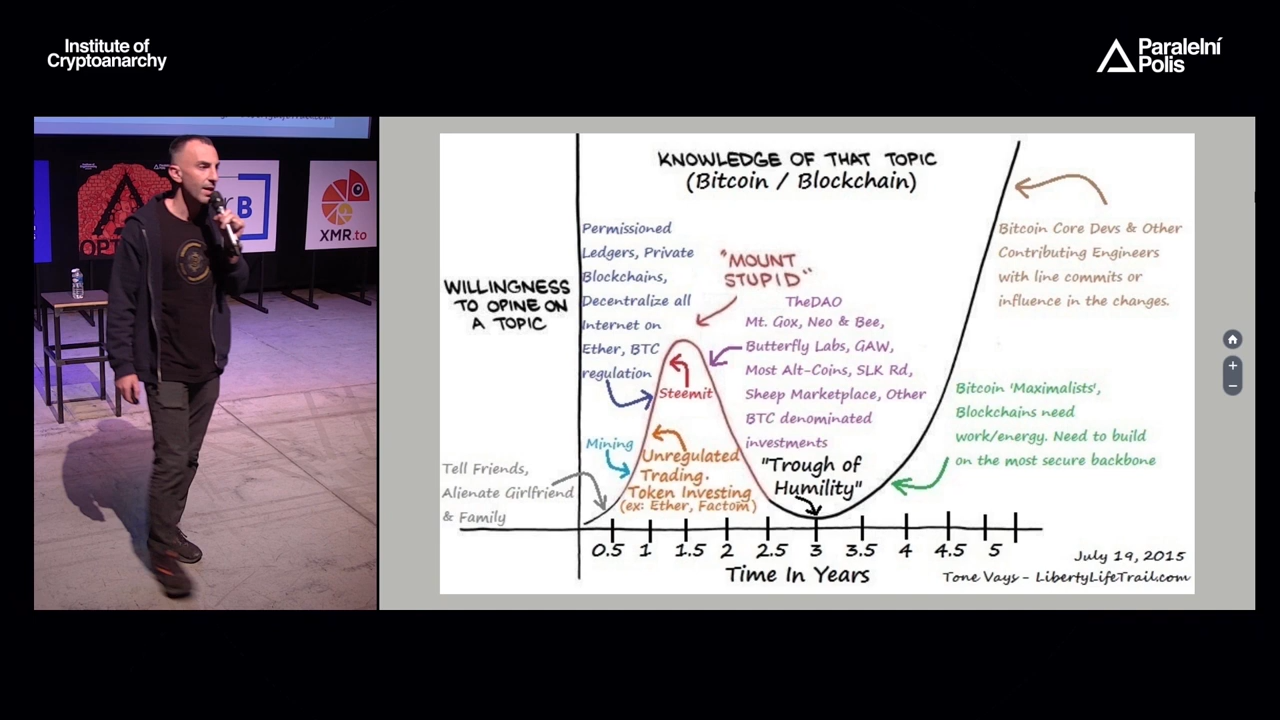 Institute of
Cryptoanarchy
Paralelní
Polis
B
XMR.to
KNOWLEDGE OF THAT TOPIC
(Bitcoin / Blockchain)
WILLINGNESS
TO OPINE ON
A TOPIC
Permissioned
Ledgers, Private
Blockchains,
Decentralize all
Internet on
Ether, BTC
regulation
"MOUNT
STUPID"
TheDAO
Mt. Gox, Neo & Bee,
Butterfly Labs, GAW,
Most Alt-Coins, SLK Rd,
Sheep Marketplace, Other
BTC denominated
investments
Steemit
Mining
Unregulated
Trading.
Token Investing
(ex: Ether, Factom)
Tell Friends,
Alienate Girlfriend
& Family
"Trough of
Humility"
Bitcoin Core Devs & Other
Contributing Engineers
with line commits or
influence in the changes.
Bitcoin 'Maximalists',
Blockchains need
work/energy. Need to build
on the most secure backbone
0.5 1 1.5 2 2.5 3 3.5 4 4.5 5
Time In Years
July 19, 2015
Tone Vays - LibertyLifeTrail.com
+
−